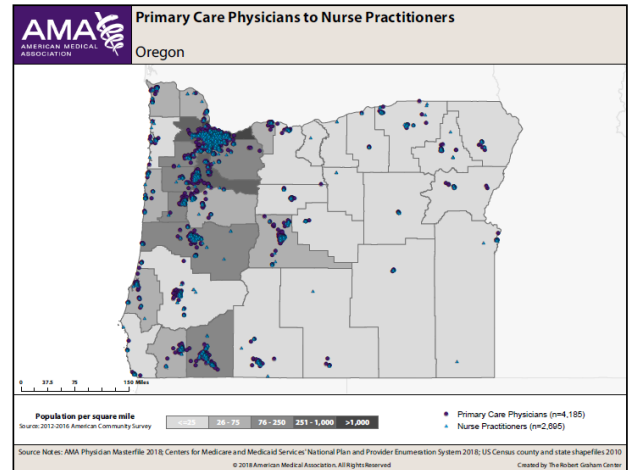 AMA
AMERICAN MEDICAL
ASSOCIATION
Primary Care Physicians to Nurse Practitioners
Oregon
0 37.5 75 150 Miles
Population per square mile
Source: 2012-2016 American Community Survey
<=25 26 - 75 76 - 250 251 - 1,000 >1,000
Primary Care Physicians (n=4,185)
Nurse Practitioners (n=2,695)
Source Notes: AMA Physician Masterfile 2018; Centers for Medicare and Medicaid Services' National Plan and Provider Enumeration System 2018; US Census county and state shapefiles 2010
© 2018 American Medical Association. All Rights Reserved
Created by The Robert Graham Center